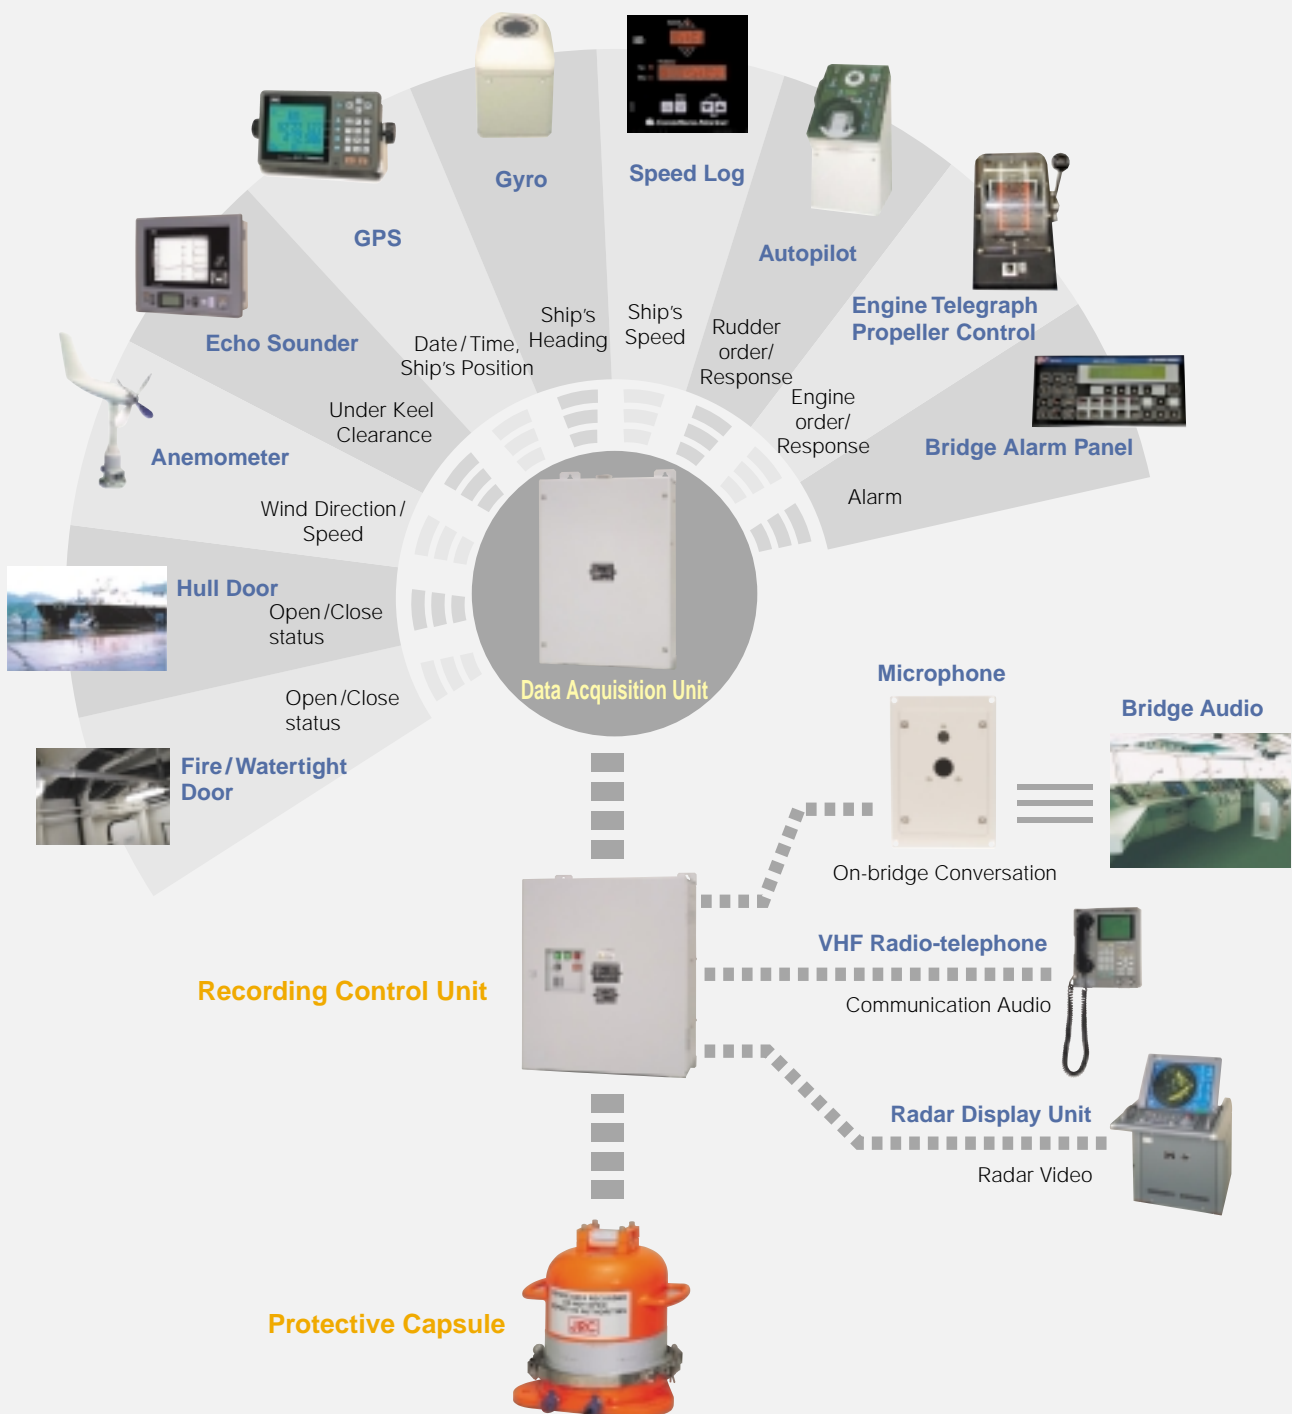 Gyro
Speed Log
GPS
Autopilot
Echo Sounder
Engine Telegraph
Propeller Control
Anemometer
Bridge Alarm Panel
Date / Time,
Ship's Position
Ship's
Heading
Ship's
Speed
Rudder
order/
Response
Under Keel
Clearance
Engine
order/
Response
Wind Direction /
Speed
Alarm
Hull Door
Open /Close
status
Open /Close
status
Fire / Watertight
Door
Data Acquisition Unit
Microphone
Bridge Audio
On-bridge Conversation
VHF Radio-telephone
Communication Audio
Recording Control Unit
Radar Display Unit
Radar Video
Protective Capsule
JRC